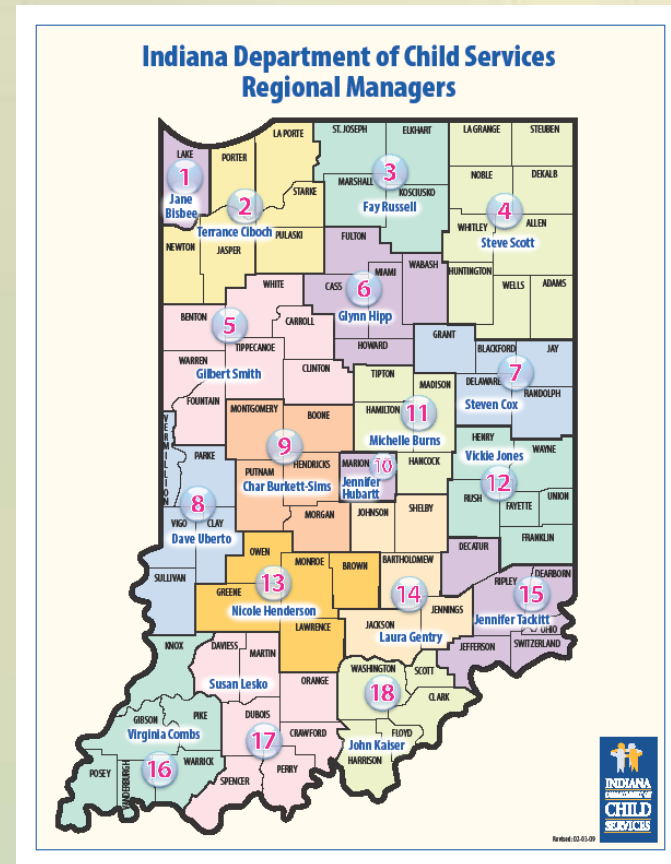 Indiana Department of Child Services
Regional Managers
LA PORTE
ST. JOSEPH
ELKHART
LA GRANGE
STEUBEN
LAKE
PORTER
1
Jane
Bisbee
2
Terrance Ciboch
STARKE
PULASKI
NEWTON
JASPER
MARSHALL
3
KOSCIUSKO
Fay Russell
NOBLE
DEKALB
4
WHITLEY
ALLEN
Steve Scott
HUNTINGTON
WELLS
ADAMS
FULTON
WABASH
MIAMI
CASS
6
Glynn Hipp
HOWARD
WHITE
BENTON
5
CARROLL
TIPPECANOE
WARREN
Gilbert Smith
CLINTON
FOUNTAIN
GRANT
BLACKFORD
JAY
7
DELAWARE
RANDOLPH
Steven Cox
TIPTON
MADISON
HAMILTON
11
Michelle Burns
HANCOCK
MONTGOMERY
BOONE
9
PUTNAM
HENDRICKS
Char Burkett-Sims
MORGAN
MARION
10
Jennifer
Hubartt
HENRY
WAYNE
Vickie Jones
12
RUSH
FAYETTE
UNION
FRANKLIN
VERMILLION
PARKE
8
VIGO
CLAY
Dave Uberto
SULLIVAN
JOHNSON
SHELBY
BARTHOLOMEW
14
JENNINGS
JACKSON
Laura Gentry
OWEN
MONROE
BROWN
13
GREENE
Nicole Henderson
LAWRENCE
DECATUR
RIPLEY
DEARBORN
15
Jennifer Tackitt
OHIO
SWITZERLAND
JEFFERSON
KNOX
DAVIESS
MARTIN
Susan Lesko
ORANGE
DUBOIS
CRAWFORD
17
PERRY
SPENCER
GIBSON
PIKE
Virginia Combs
16
WARRICK
POSEY
VANDERBURGH
WASHINGTON
SCOTT
18
CLARK
FLOYD
John Kaiser
HARRISON
INDIANA
DEPARTMENT OF
CHILD
SERVICES
Revised: 02-03-09